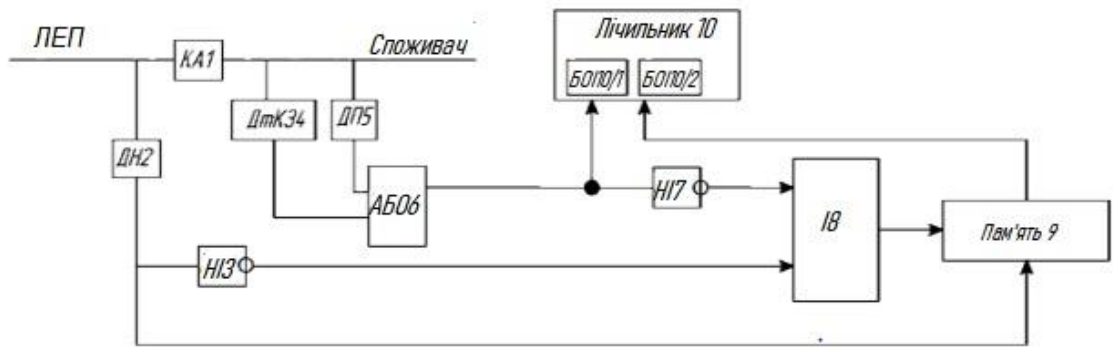 ЛЕП
КА1
Споживач
Лічильник 10
БОП0/1
БОП0/2
ДтКЗ4
ДП5
ДН2
АБО6
НІ7
І8
Пам'ять 9
НІ3